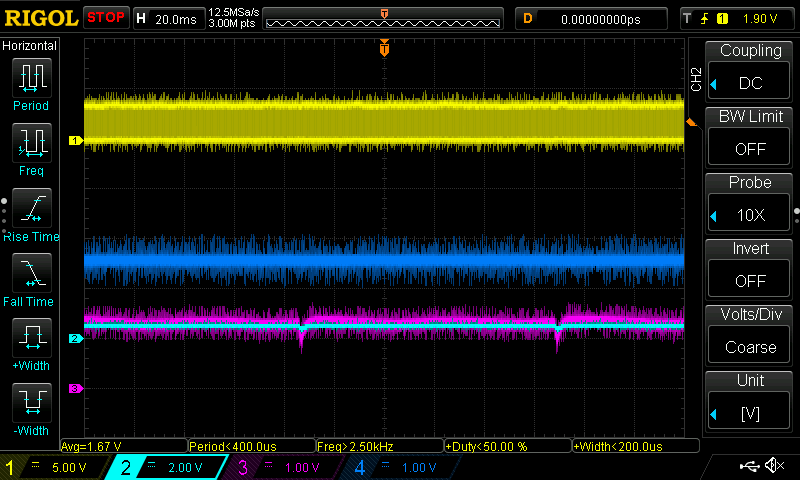 RIGOL STOP H 20.0ms 12.5MSa/s D 0.00000000ps T 1 1.90 V
3.00M pts
T
Horizontal
Period
Freq
Rise Time
Fall Time
+Width
-Width
T
1
2
3
CH2
Coupling
DC
BW Limit
OFF
Probe
10X
Invert
OFF
Volts/Div
Coarse
Unit
[V]
Avg=1.67 V Period<400.0us Freq>2.50kHz +Duty<50.00 % +Width<200.0us
1 5.00 V 2 2.00 V 3 1.00 V 4 1.00 V